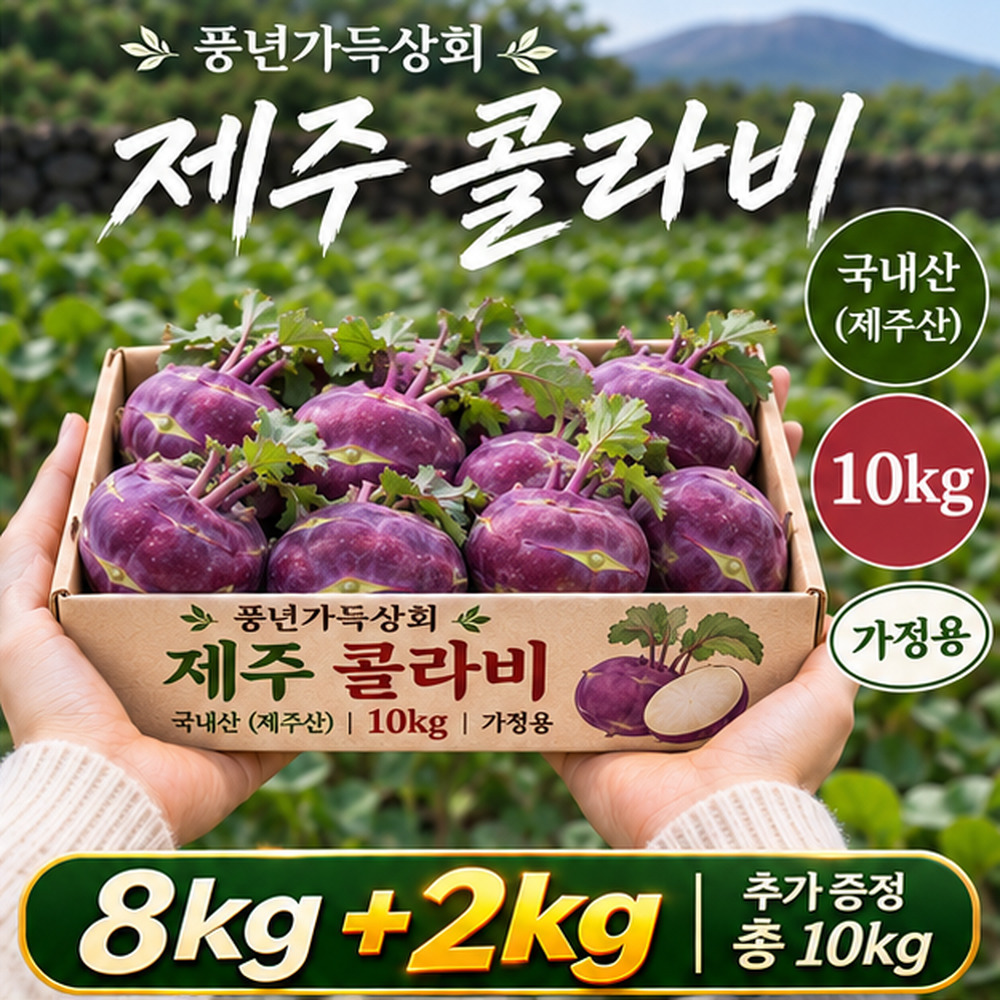 풍년가득상회
제주 콜라비
국내산
(제주산)
10kg
가정용
풍년가득상회
제주 콜라비
국내산 (제주산) | 10kg | 가정용
8kg+2kg
추가 증정
총 10kg